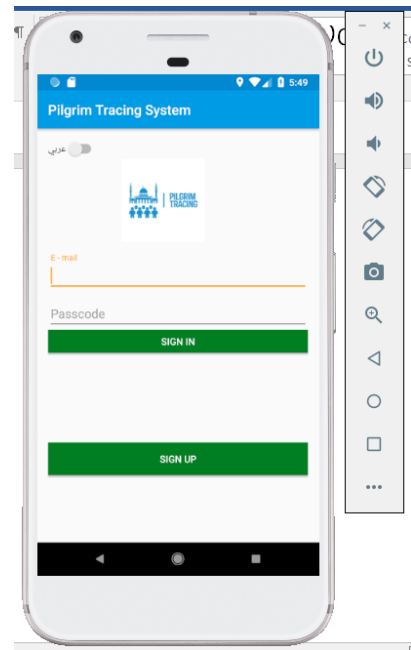 5:49
Pilgrim Tracing System
عربي
PILGRIM
TRACING
E - mail
Passcode
SIGN IN
SIGN UP